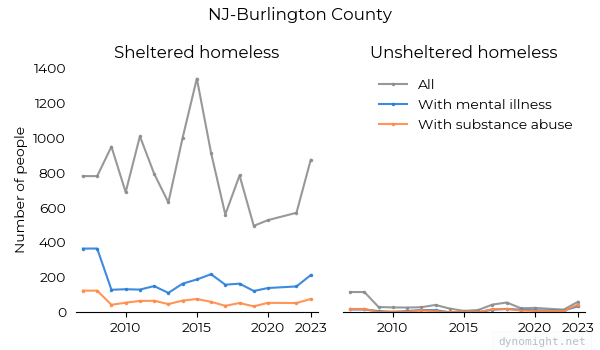 NJ-Burlington County
Sheltered homeless
Unsheltered homeless
Number of people
1400
1200
1000
800
600
400
200
0
2010
2015
2020
2023
All
With mental illness
With substance abuse
2010
2015
2020
2023
dynomight.net